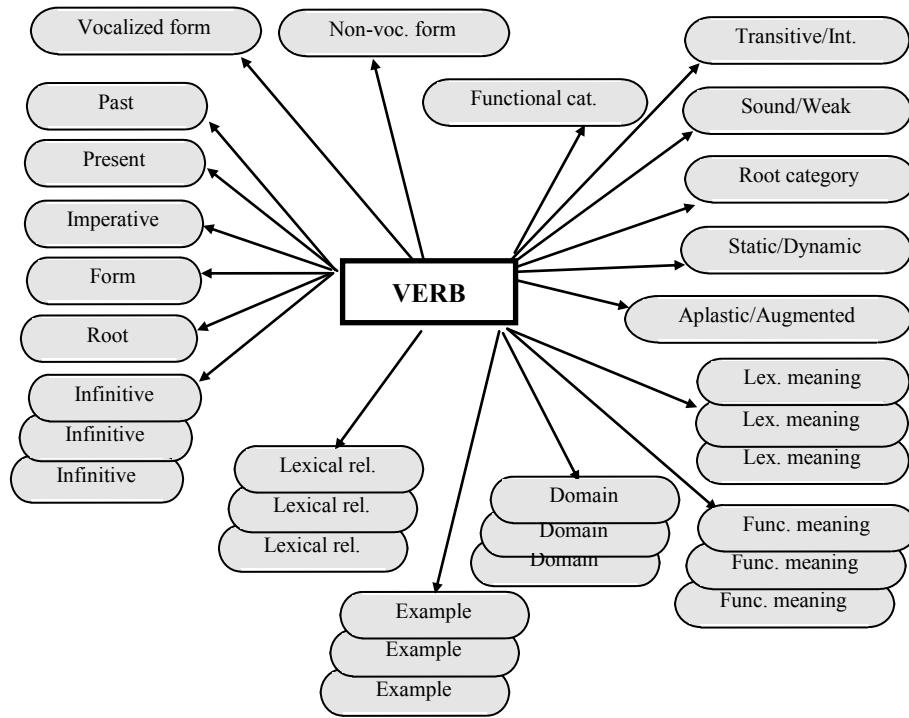 Vocalized form
Non-voc. form
Transitive/Int.
Functional cat.
Past
Sound/Weak
Present
Root category
Imperative
Static/Dynamic
Form
VERB
Aplastic/Augmented
Root
Infinitive
Infinitive
Infinitive
Lex. meaning
Lex. meaning
Lex. meaning
Lexical rel.
Lexical rel.
Lexical rel.
Domain
Domain
Domain
Func. meaning
Func. meaning
Func. meaning
Example
Example
Example